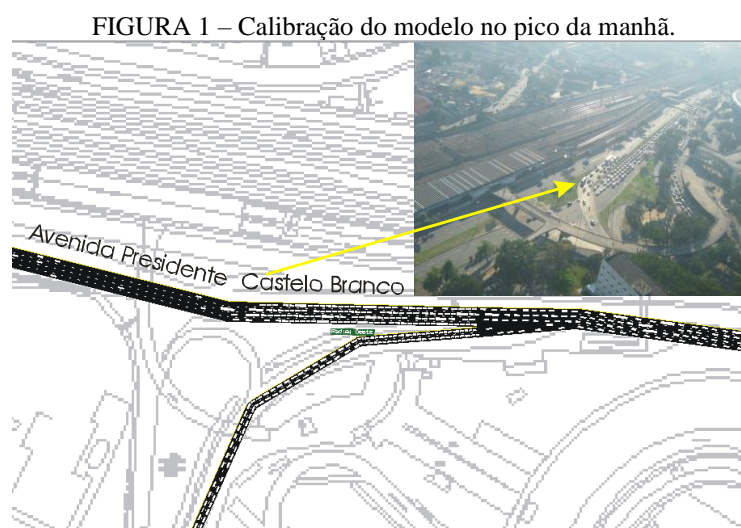 FIGURA 1 – Calibração do modelo no pico da manhã.
Avenida Presidente Castelo Branco